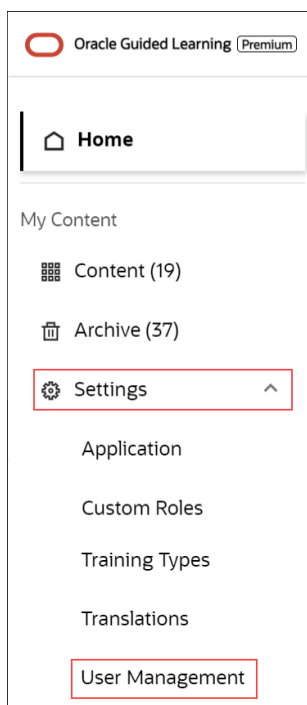 Oracle Guided Learning Premium
Home
My Content
Content (19)
Archive (37)
Settings
Application
Custom Roles
Training Types
Translations
User Management